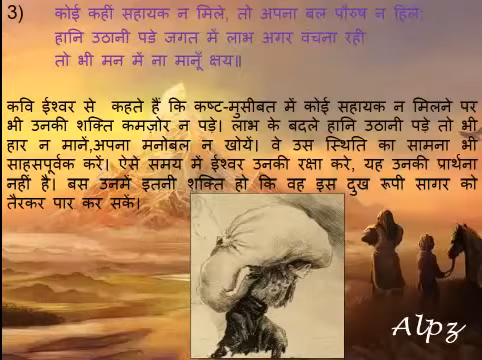 3) कोई कहीं सहायक न मिले, तो अपना बल पौरुष न हिले;
हानि उठानी पड़े जगत में लाभ अगर वंचना रही
तो भी मन में ना मानूँ क्षय॥
कवि ईश्वर से कहते हैं कि कष्ट-मुसीबत में कोई सहायक न मिलने पर
भी उनकी शक्ति कमज़ोर न पड़े। लाभ के बदले हानि उठानी पड़े तो भी
हार न मानें,अपना मनोबल न खोयें। वे उस स्थिति का सामना भी
साहसपूर्वक करें। ऐसे समय में ईश्वर उनकी रक्षा करे, यह उनकी प्रार्थना
नहीं है। बस उनमें इतनी शक्ति हो कि वह इस दुख रूपी सागर को
तैरकर पार कर सकें।
Alpz